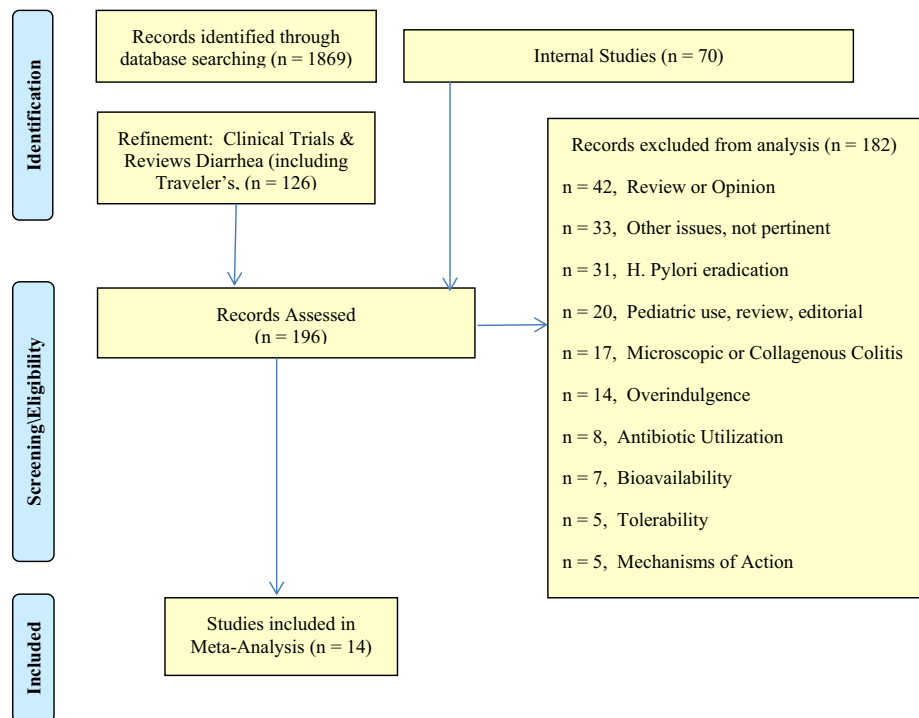 Identification
Records identified through
database searching (n = 1869)
Internal Studies (n = 70)
Refinement: Clinical Trials &
Reviews Diarrhea (including
Traveler's, (n = 126)
Screening\Eligibility
Records Assessed
(n = 196)
Records excluded from analysis (n = 182)
n = 42, Review or Opinion
n = 33, Other issues, not pertinent
n = 31, H. Pylori eradication
n = 20, Pediatric use, review, editorial
n = 17, Microscopic or Collagenous Colitis
n = 14, Overindulgence
n = 8, Antibiotic Utilization
n = 7, Bioavailability
n = 5, Tolerability
n = 5, Mechanisms of Action
Included
Studies included in
Meta-Analysis (n = 14)